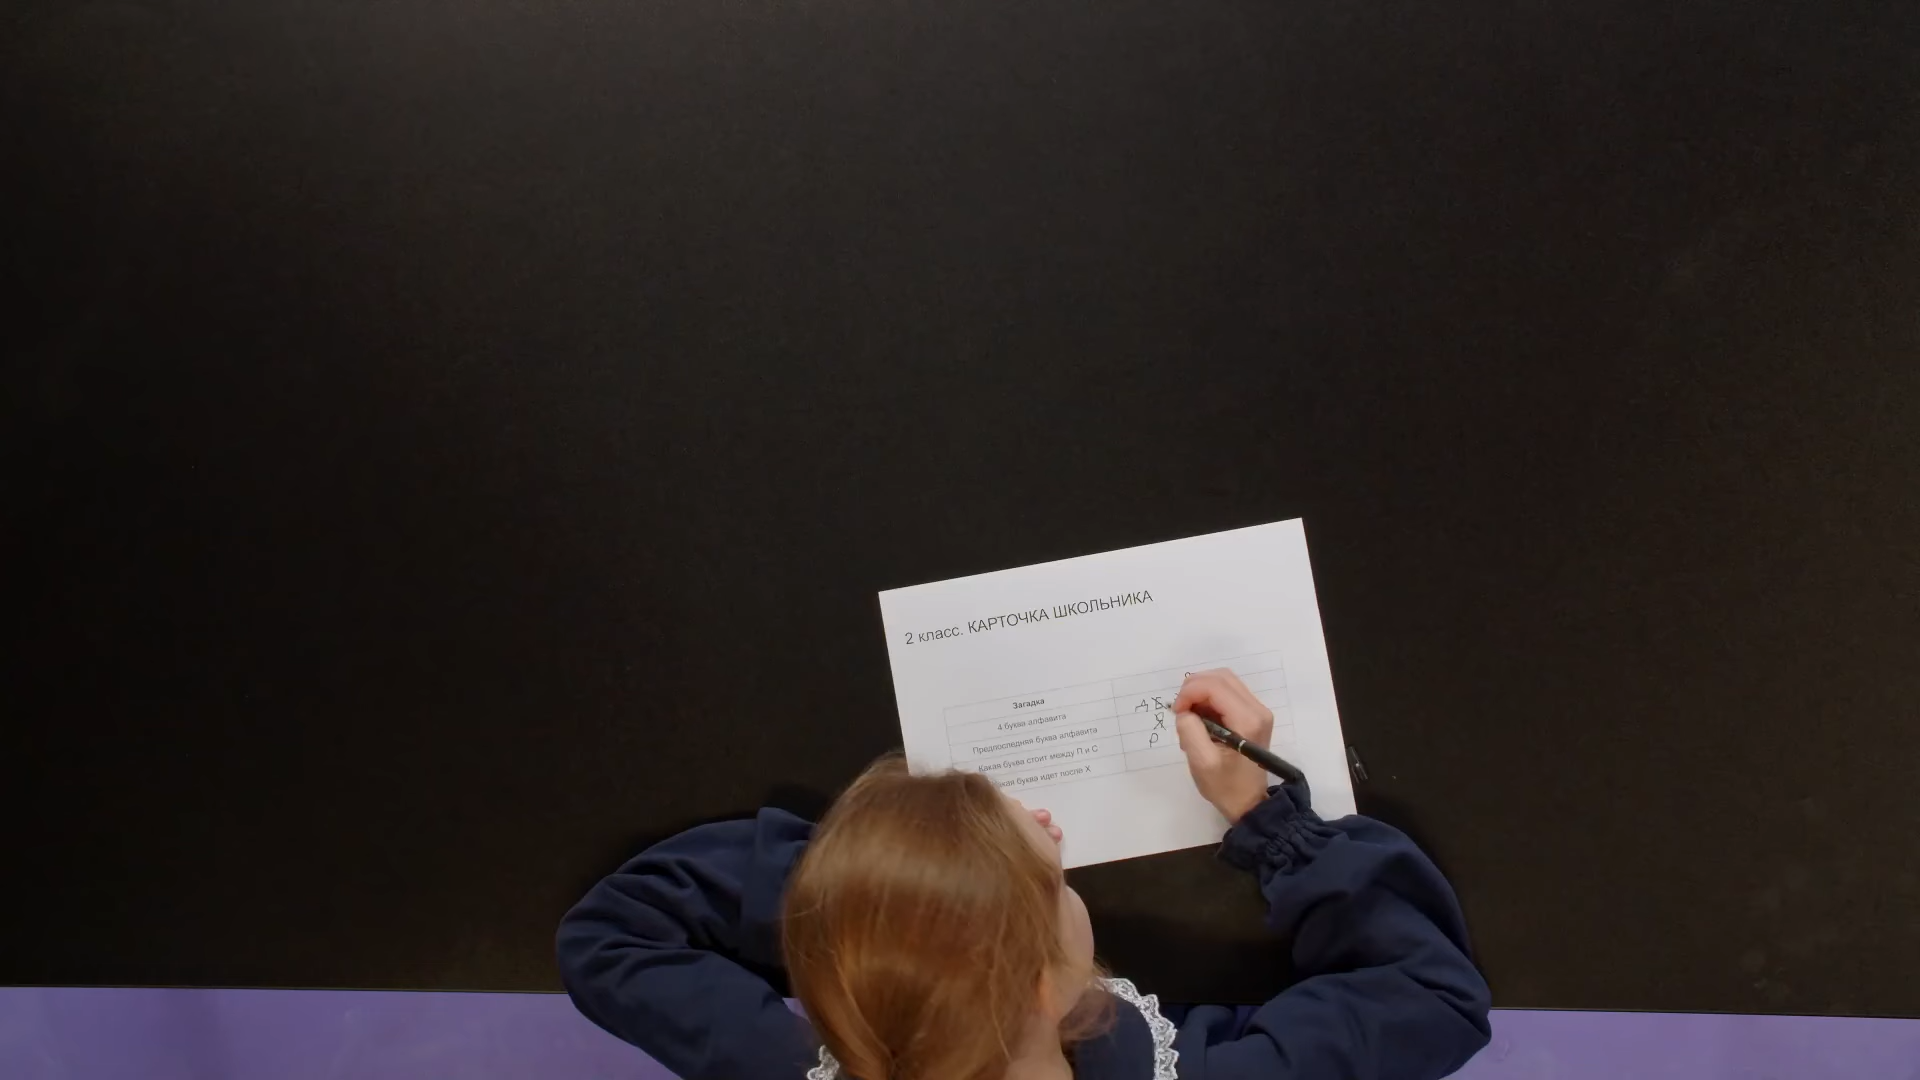 2 класс. КАРТОЧКА ШКОЛЬНИКА
Загадка
4 буква алфавита Д
Предпоследняя буква алфавита
Какая буква стоит между П и С Р
какая буква идет после Х